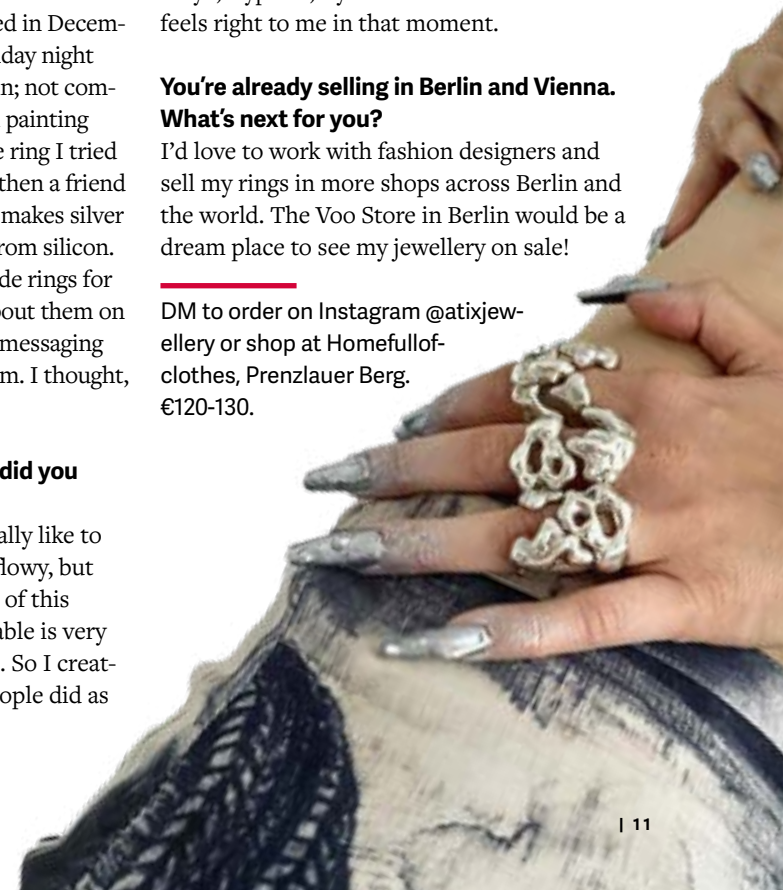 ed in Decem-
day night
n; not com-
painting
ring I tried
then a friend
makes silver
rom silicon.
de rings for
out them on
messaging
m. I thought,
did you
ally like to
flowy, but
of this
able is very
. So I creat-
ople did as
feels right to me in that moment.
You're already selling in Berlin and Vienna.
What's next for you?
I'd love to work with fashion designers and
sell my rings in more shops across Berlin and
the world. The Voo Store in Berlin would be a
dream place to see my jewellery on sale!
DM to order on Instagram @atixjew-
ellery or shop at Homefullof-
clothes, Prenzlauer Berg.
€120-130.
| 11